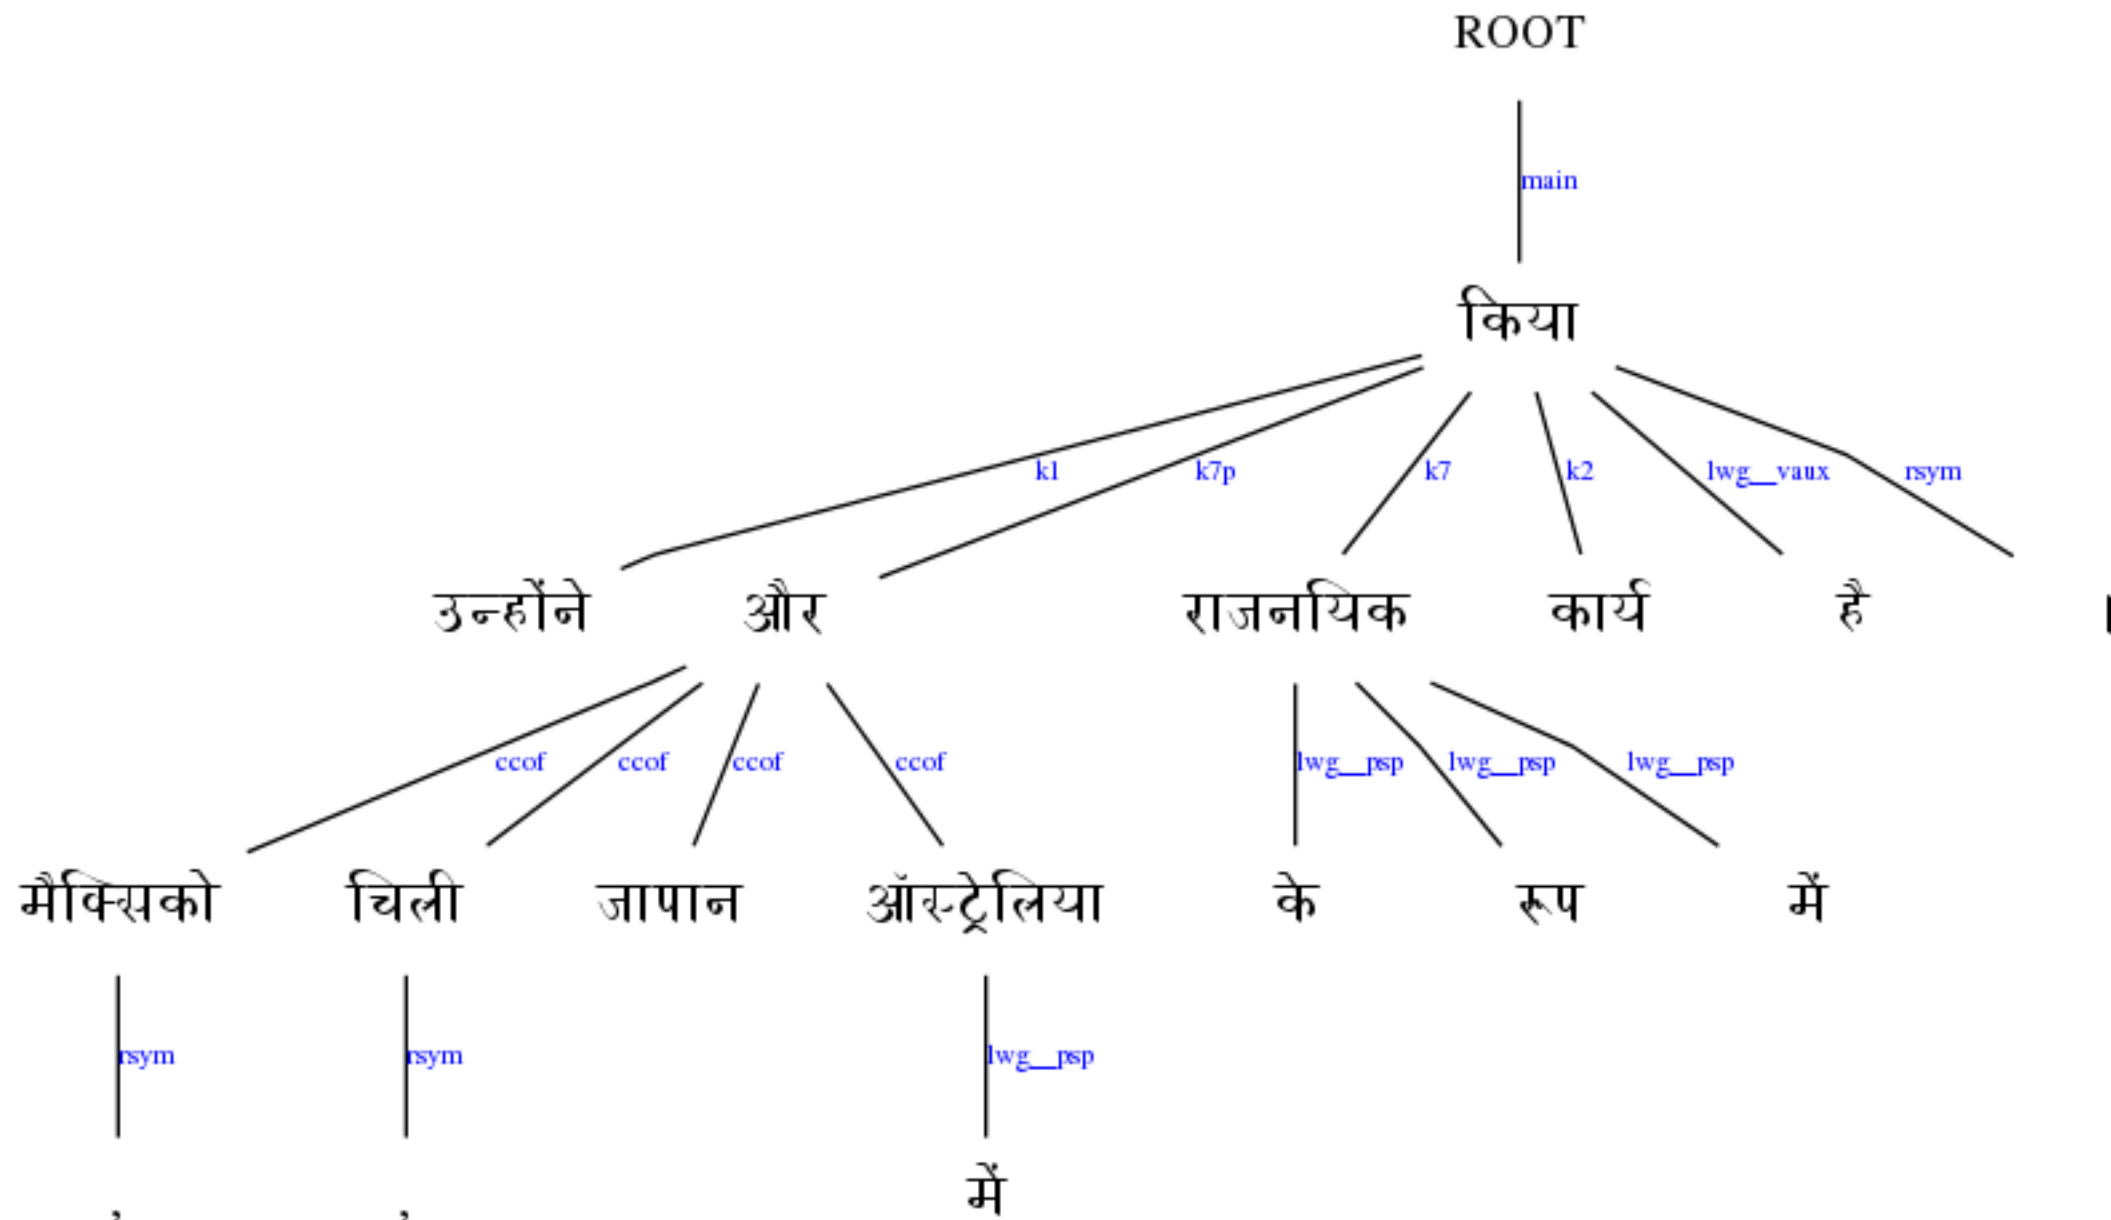 ROOT
main
किया
k1 k7p k7 k2 lwg__vaux rsym
उन्होंने और राजनयिक कार्य है ।
ccof ccof ccof ccof lwg__psp lwg__psp lwg__psp
मैक्सिको चिली जापान ऑस्ट्रेलिया के रूप में
rsym rsym lwg__psp
, , में